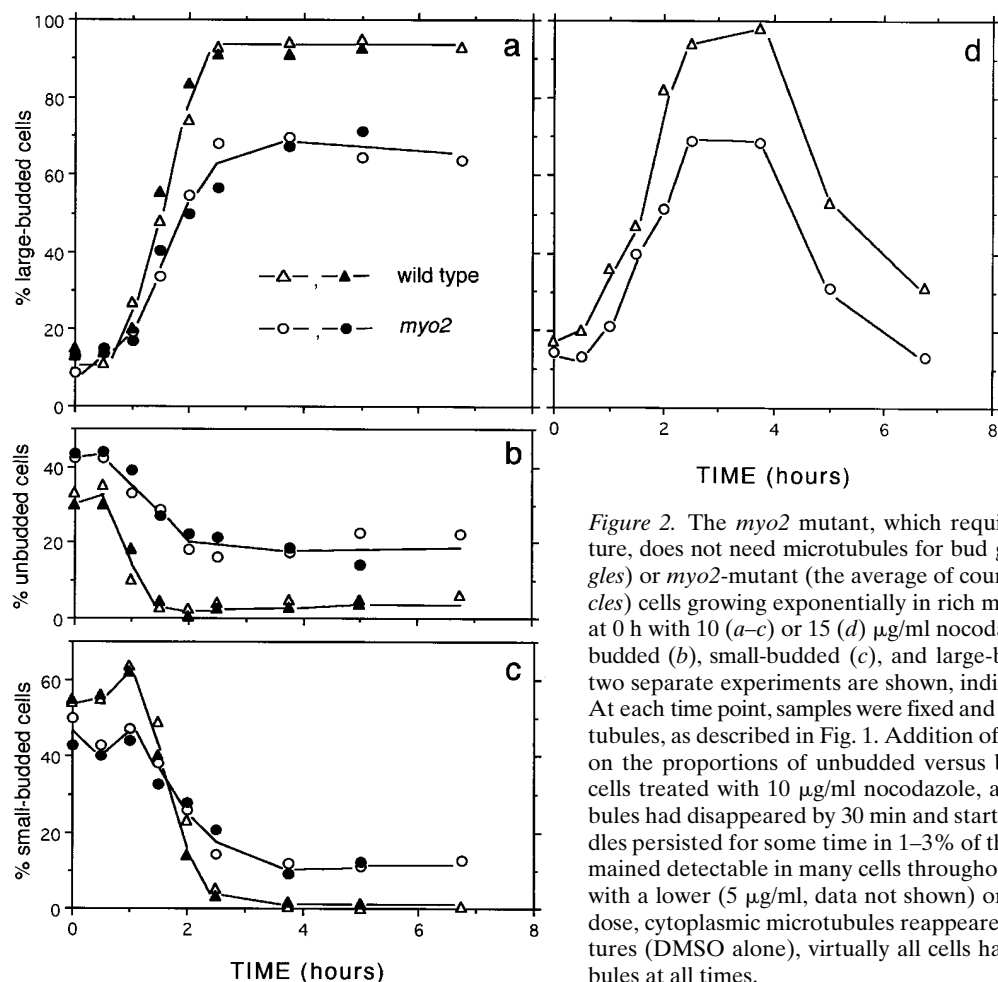 100
80
60
40
20
0
% large-budded cells
a
wild type
myo2
40
20
0
% unbudded cells
b
60
40
20
0
% small-budded cells
c
0 2 4 6 8
TIME (hours)
d
0 2 4 6 8
TIME (hours)
Figure 2. The myo2 mutant, which requi
ture, does not need microtubules for bud g
gles) or myo2-mutant (the average of coun
cles) cells growing exponentially in rich m
at 0 h with 10 (a–c) or 15 (d) µg/ml nocoda
budded (b), small-budded (c), and large-b
two separate experiments are shown, indi
At each time point, samples were fixed and
tubules, as described in Fig. 1. Addition of
on the proportions of unbudded versus b
cells treated with 10 µg/ml nocodazole, a
bules had disappeared by 30 min and start
dles persisted for some time in 1–3% of th
mained detectable in many cells througho
with a lower (5 µg/ml, data not shown) or
dose, cytoplasmic microtubules reappeare
tures (DMSO alone), virtually all cells ha
bules at all times.